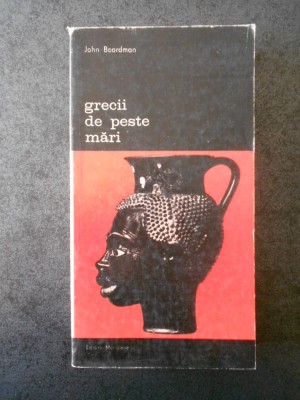 John Boardman
grecii
de peste
mări